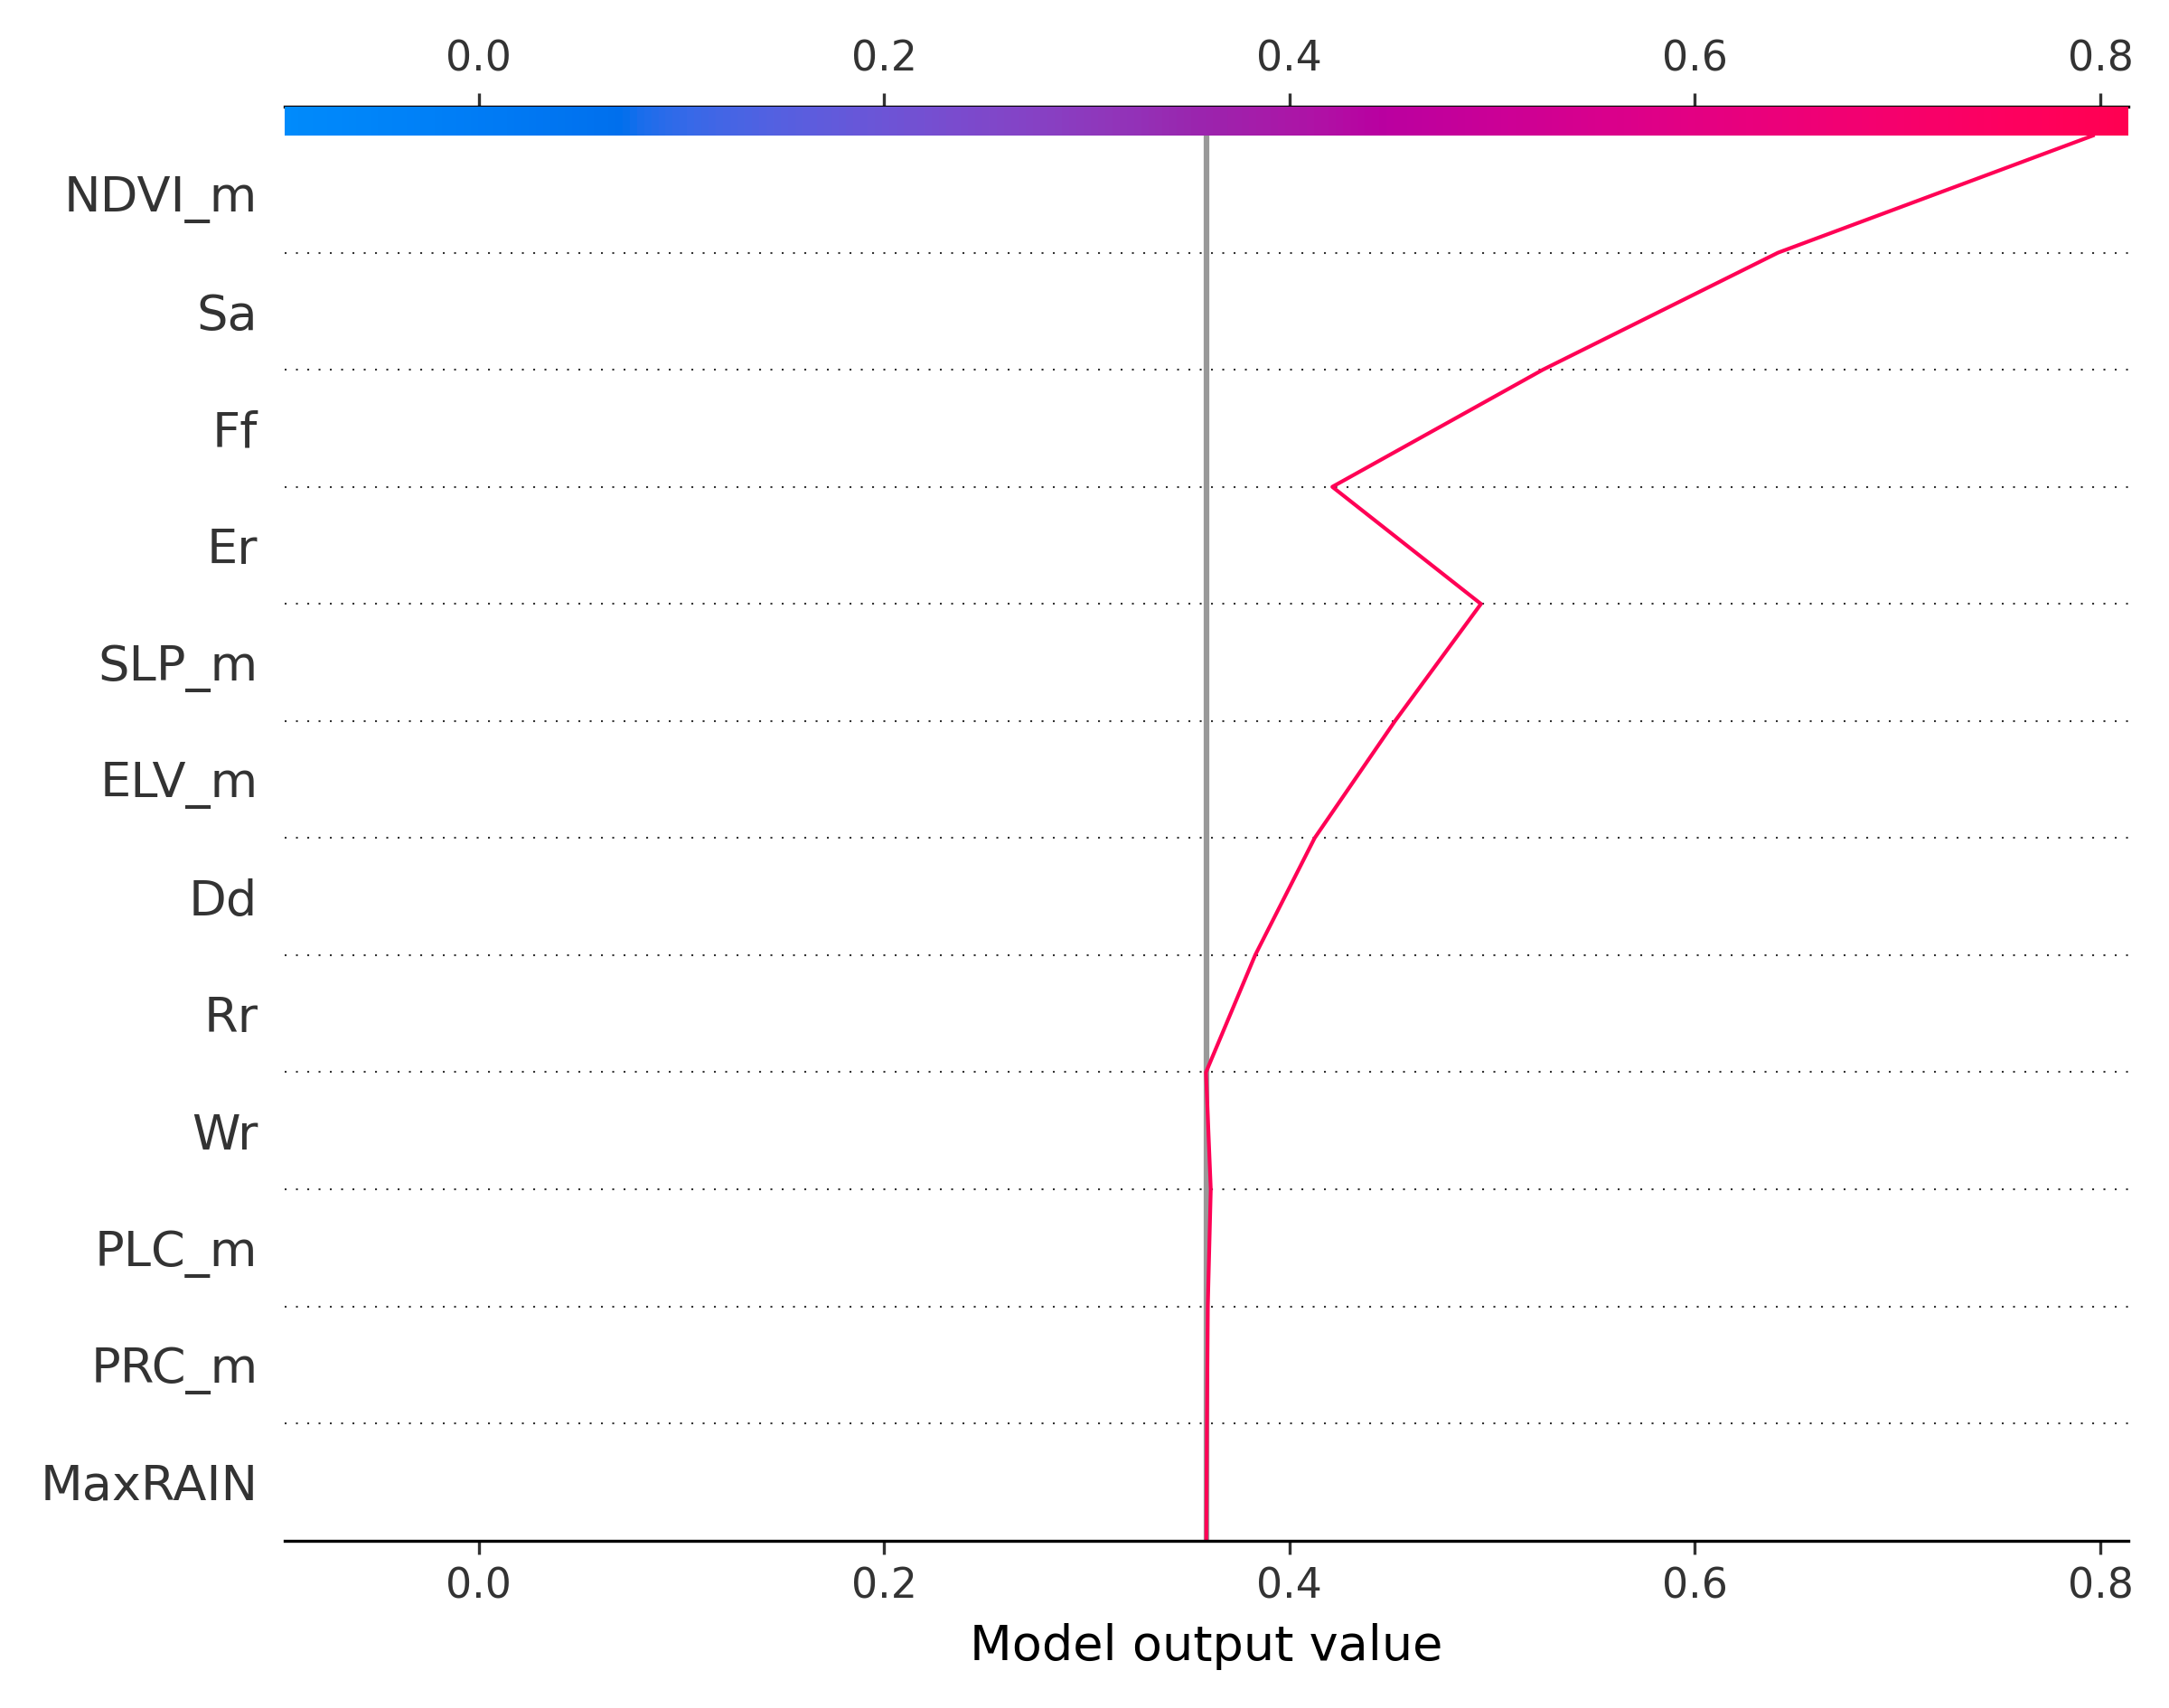 0.0 0.2 0.4 0.6 0.8
NDVI_m
Sa
Ff
Er
SLP_m
ELV_m
Dd
Rr
Wr
PLC_m
PRC_m
MaxRAIN
0.0 0.2 0.4 0.6 0.8
Model output value